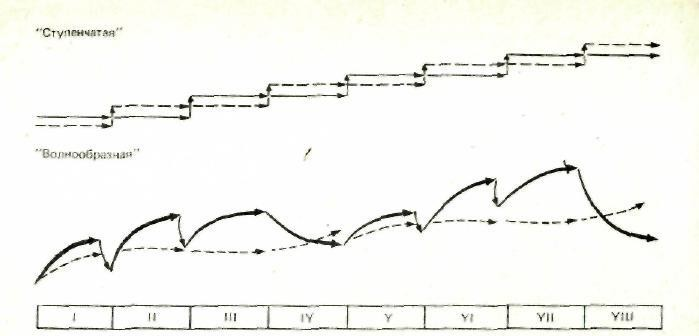 "Ступенчатая"
"Волнообразная"
I II III IY Y YI YII YIII